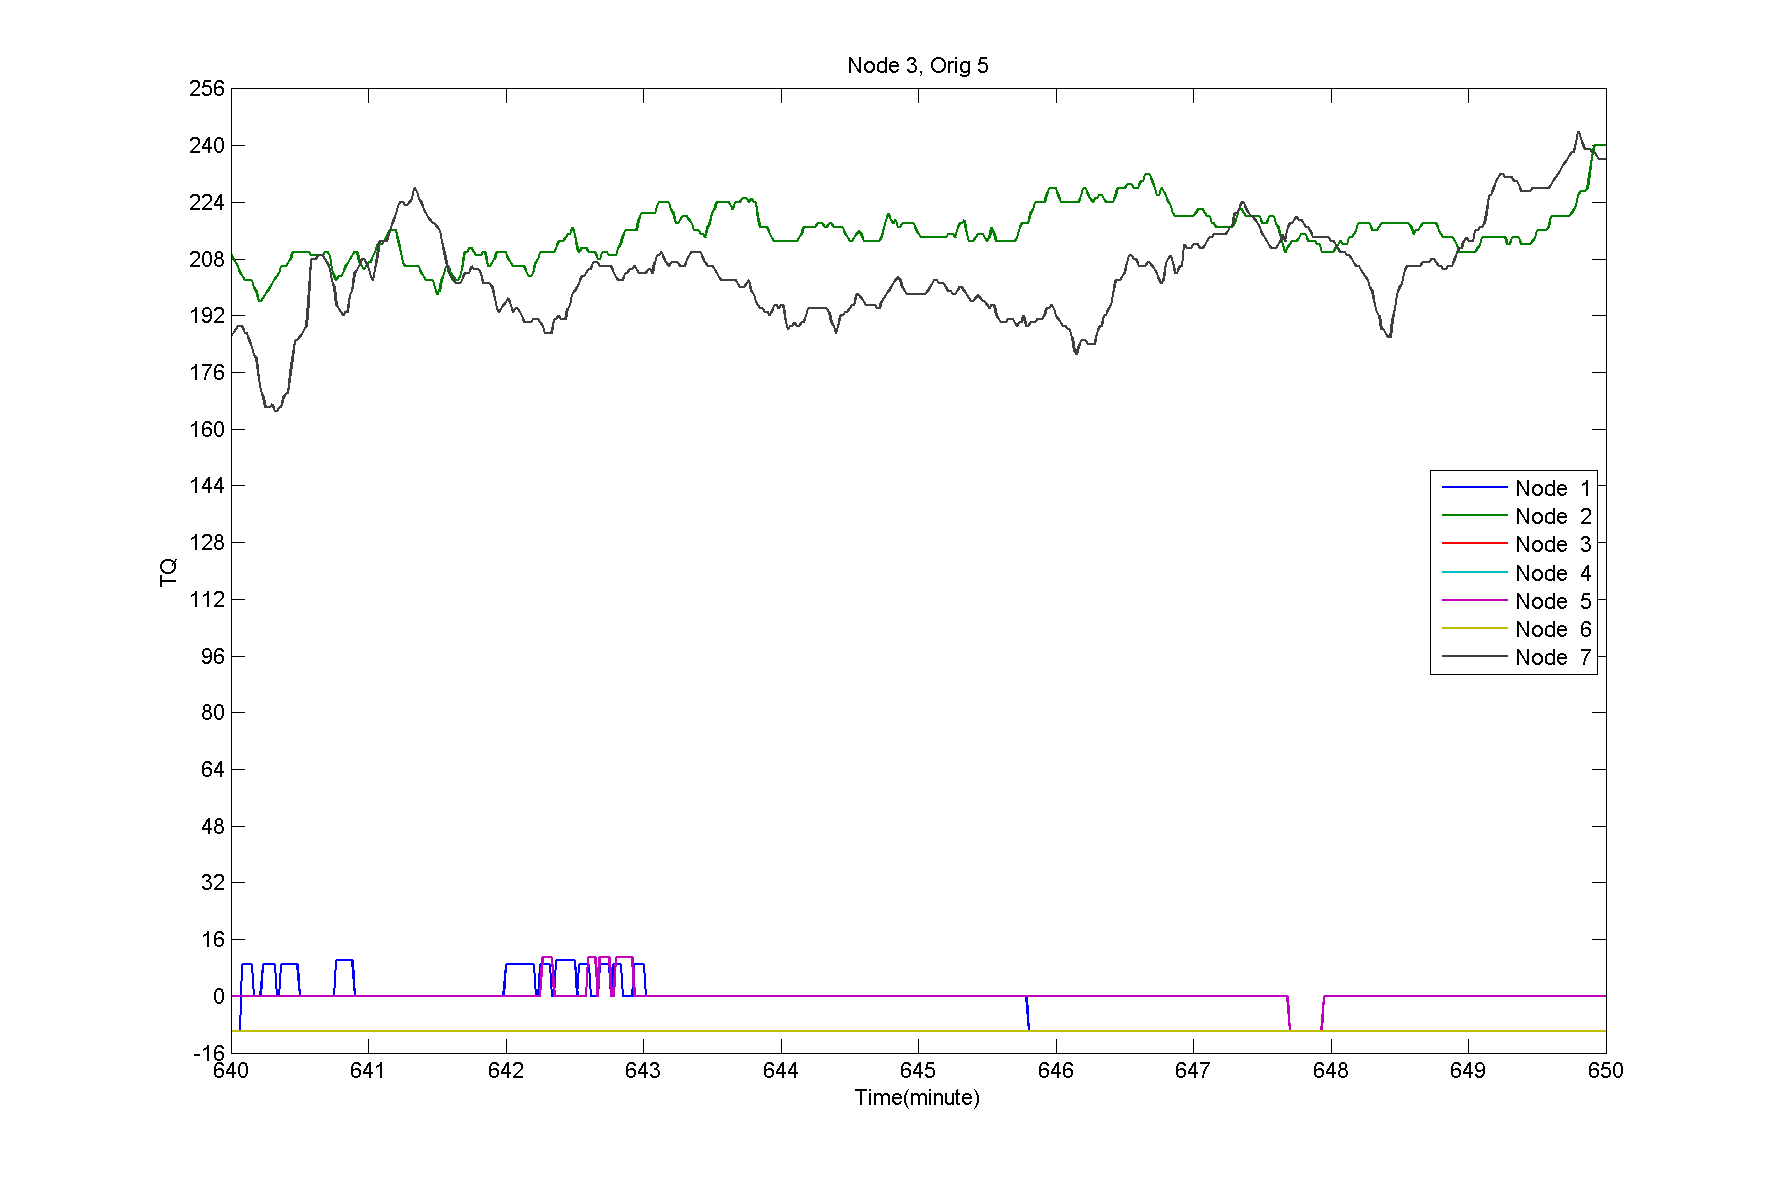 Node 3, Orig 5
256
240
224
208
192
176
160
144
128
112
96
80
64
48
32
16
0
-16
TQ
Node 1
Node 2
Node 3
Node 4
Node 5
Node 6
Node 7
640 641 642 643 644 645 646 647 648 649 650
Time(minute)